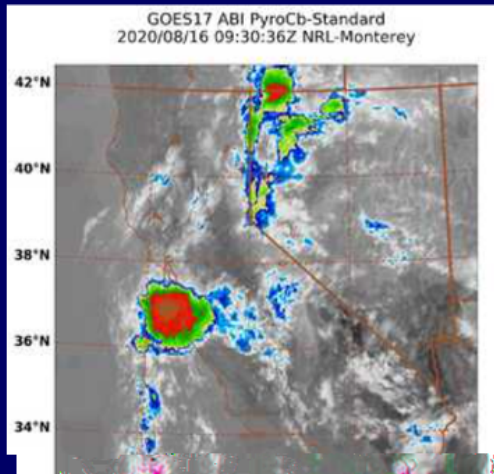 GOES17 ABI PyroCb-Standard
2020/08/16 09:30:36Z NRL-Monterey
42°N
40°N
38°N
36°N
34°N